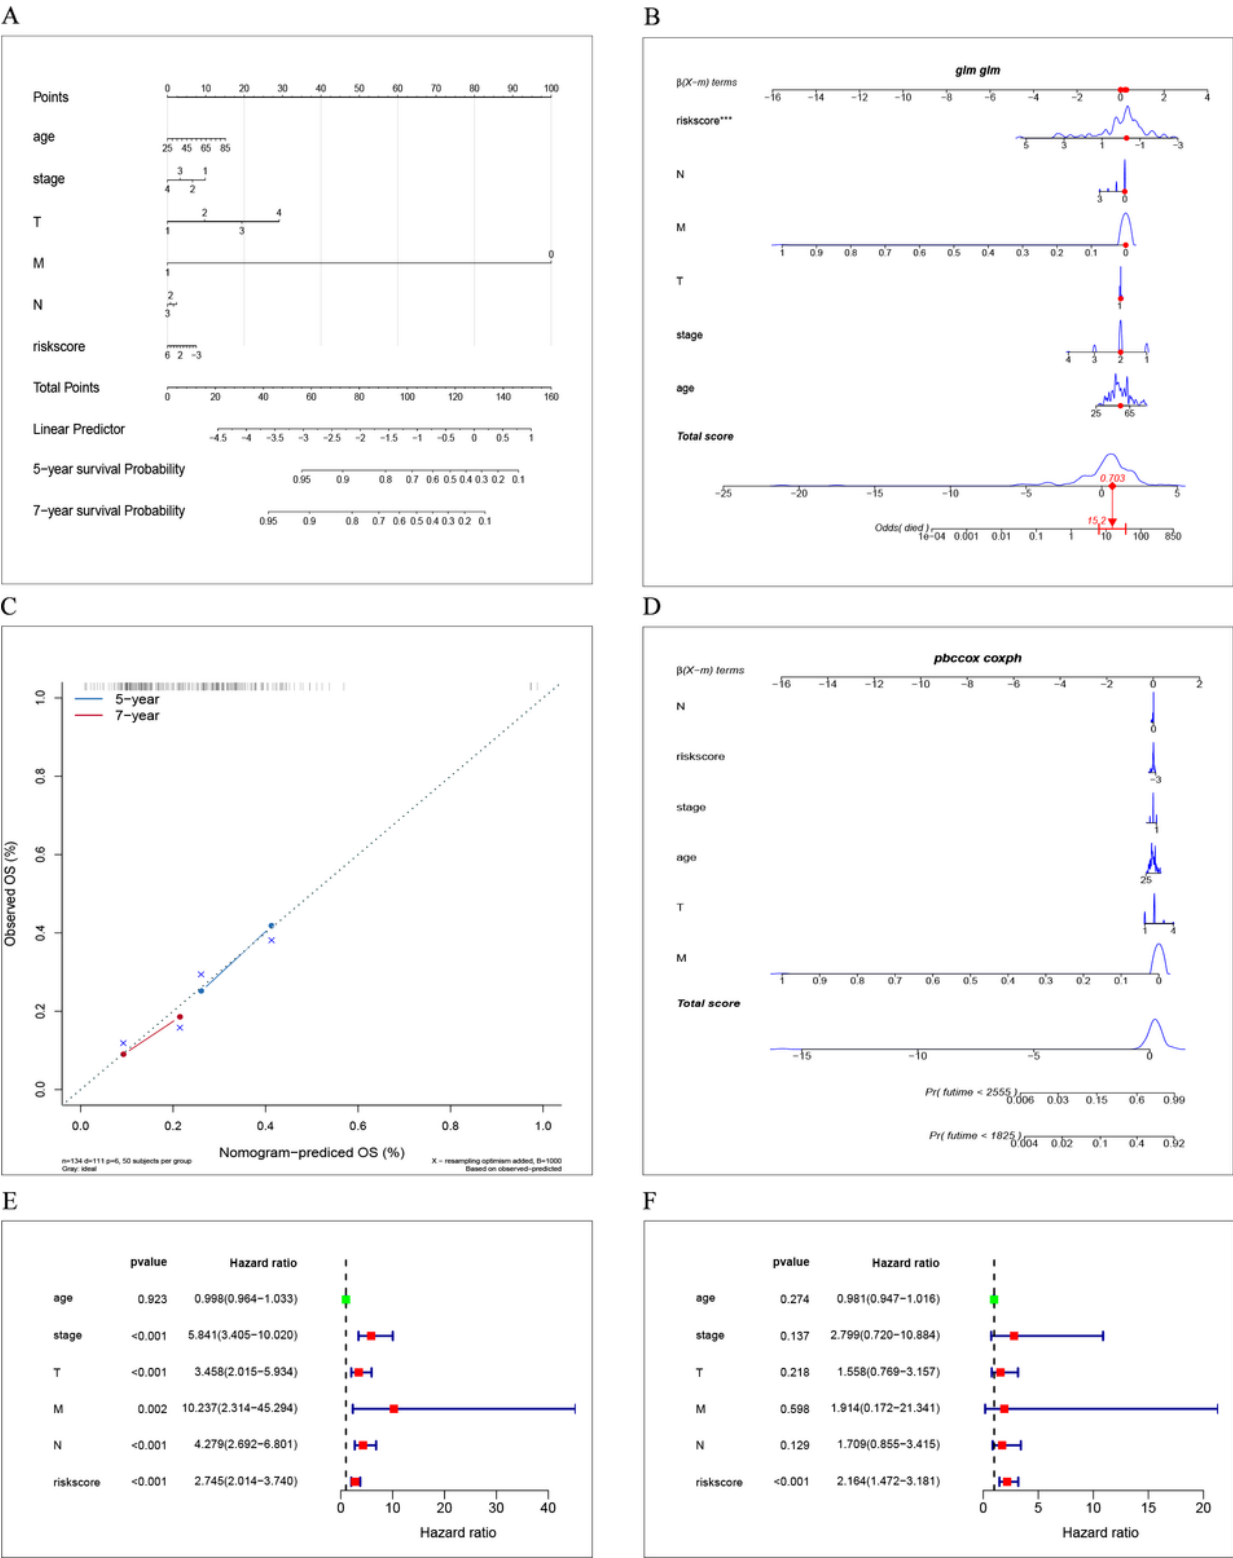 A
Points
0 10 20 30 40 50 60 70 80 90 100
age
25 45 65 85
stage
3 1
4 2
T
2 4
1 3
M
0
1
N
2
3
riskscore
6 2 −3
Total Points
0 20 40 60 80 100 120 140 160
Linear Predictor
−4.5 −4 −3.5 −3 −2.5 −2 −1.5 −1 −0.5 0 0.5 1
5−year survival Probability
0.95 0.9 0.8 0.7 0.6 0.5 0.4 0.3 0.2 0.1
7−year survival Probability
0.95 0.9 0.8 0.7 0.6 0.5 0.4 0.3 0.2 0.1
B
glm glm
β(X−m) terms
−16 −14 −12 −10 −8 −6 −4 −2 0 2 4
riskscore***
5 3 1 −1 −3
N
3 0
M
1 0.9 0.8 0.7 0.6 0.5 0.4 0.3 0.2 0.1 0
T
1
stage
4 3 2 1
age
25 65
Total score
0.703
−25 −20 −15 −10 −5 0 5
15.2
Odds( died )
1e−04 0.001 0.01 0.1 1 10 100 850
C
5−year
7−year
Observed OS (%)
1.0
0.8
0.6
0.4
0.2
0.0
0.0 0.2 0.4 0.6 0.8 1.0
Nomogram−prediced OS (%)
n=134 d=111 p=6, 50 subjects per group
Gray: ideal
X − resampling optimism added, B=1000
Based on observed−predicted
D
pbccox coxph
β(X−m) terms
−16 −14 −12 −10 −8 −6 −4 −2 0 2
N
0
riskscore
−3
stage
1
age
25
T
1 4
M
1 0.9 0.8 0.7 0.6 0.5 0.4 0.3 0.2 0.1 0
Total score
−15 −10 −5 0
Pr( futime < 2555 )
0.006 0.03 0.15 0.6 0.99
Pr( futime < 1825 )
0.004 0.02 0.1 0.4 0.92
E
pvalue Hazard ratio
age 0.923 0.998(0.964−1.033)
stage <0.001 5.841(3.405−10.020)
T <0.001 3.458(2.015−5.934)
M 0.002 10.237(2.314−45.294)
N <0.001 4.279(2.692−6.801)
riskscore <0.001 2.745(2.014−3.740)
0 10 20 30 40
Hazard ratio
F
pvalue Hazard ratio
age 0.274 0.981(0.947−1.016)
stage 0.137 2.799(0.720−10.884)
T 0.218 1.558(0.769−3.157)
M 0.598 1.914(0.172−21.341)
N 0.129 1.709(0.855−3.415)
riskscore <0.001 2.164(1.472−3.181)
0 5 10 15 20
Hazard ratio